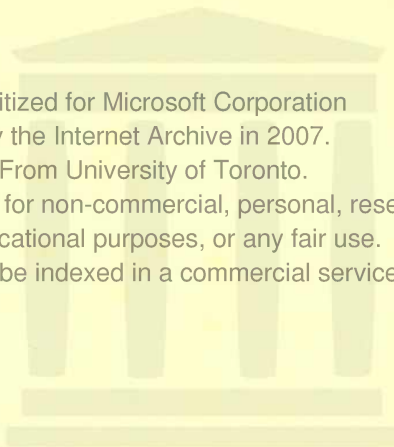 itized for Microsoft Corporation
the Internet Archive in 2007.
From University of Toronto.
for non-commercial, personal, rese
cational purposes, or any fair use.
be indexed in a commercial service